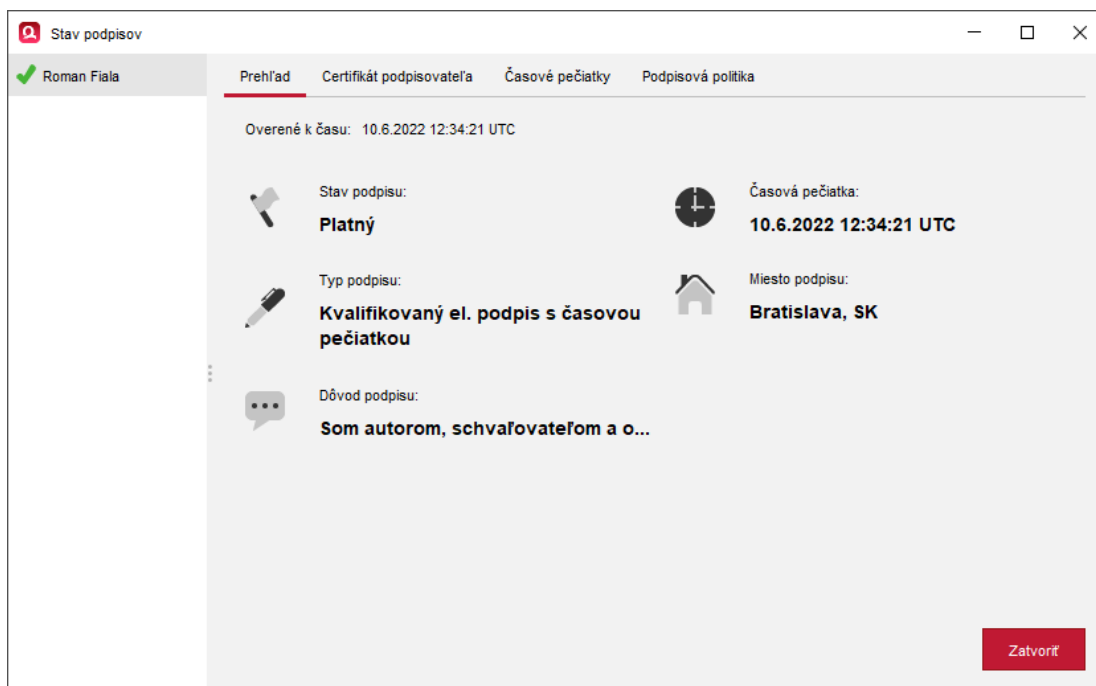 Stav podpisov
Roman Fiala
Prehľad Certifikát podpisovateľa Časové pečiatky Podpisová politika
Overené k času: 10.6.2022 12:34:21 UTC
Stav podpisu:
Platný
Časová pečiatka:
10.6.2022 12:34:21 UTC
Typ podpisu:
Kvalifikovaný el. podpis s časovou
pečiatkou
Miesto podpisu:
Bratislava, SK
Dôvod podpisu:
Som autorom, schvaľovateľom a o...
Zatvoriť